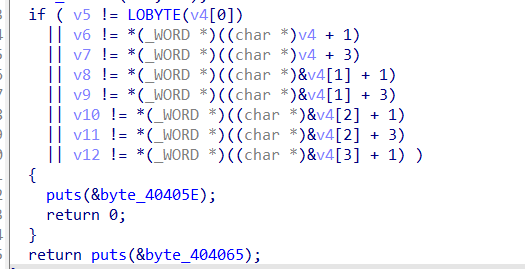 if ( v5 != LOBYTE(v4[0])
|| v6 != *(_WORD *)((char *)v4 + 1)
|| v7 != *(_WORD *)((char *)v4 + 3)
|| v8 != *(_WORD *)((char *)&v4[1] + 1)
|| v9 != *(_WORD *)((char *)&v4[1] + 3)
|| v10 != *(_WORD *)((char *)&v4[2] + 1)
|| v11 != *(_WORD *)((char *)&v4[2] + 3)
|| v12 != *(_WORD *)((char *)&v4[3] + 1) )
{
puts(&byte_40405E);
return 0;
}
return puts(&byte_404065);